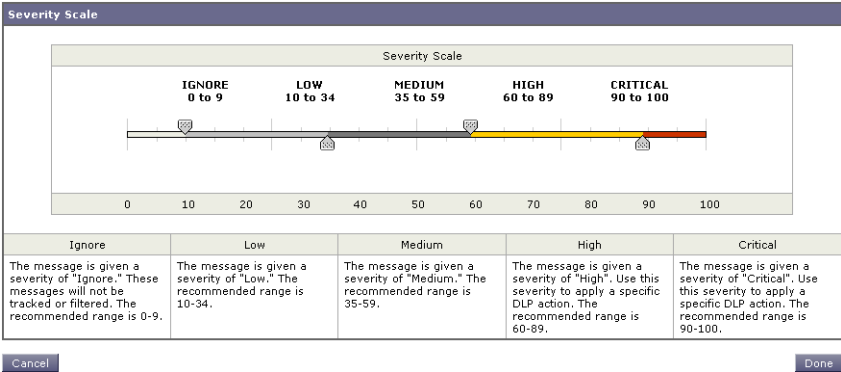 Severity Scale
Severity Scale
IGNORE LOW MEDIUM HIGH CRITICAL
0 to 9 10 to 34 35 to 59 60 to 89 90 to 100
0 10 20 30 40 50 60 70 80 90 100
Ignore
The message is given a
severity of "Ignore." These
messages will not be
tracked or filtered. The
recommended range is 0-9.
Low
The message is given a
severity of "Low." The
recommended range is
10-34.
Medium
The message is given a
severity of "Medium." The
recommended range is
35-59.
High
The message is given a
severity of "High". Use this
severity to apply a specific
DLP action. The
recommended range is
60-89.
Critical
The message is given a
severity of "Critical". Use
this severity to apply a
specific DLP action. The
recommended range is
90-100.
Cancel
Done